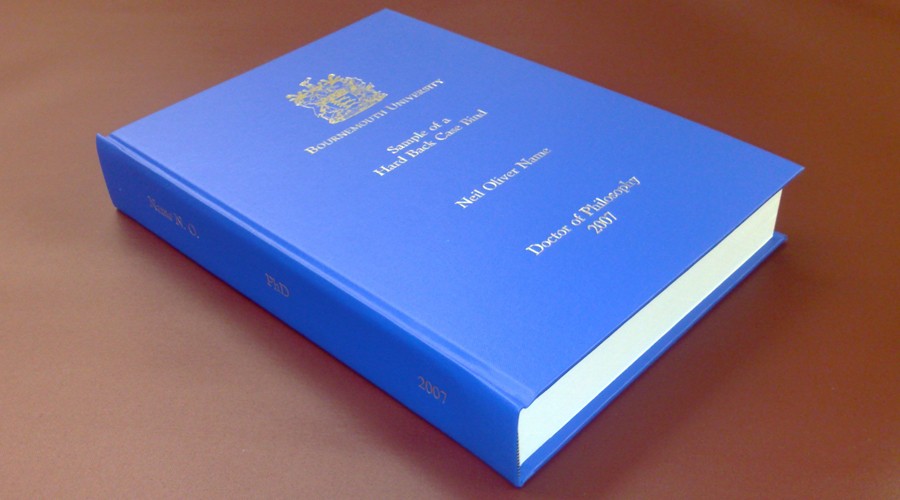 BOURNEMOUTH UNIVERSITY
Sample of a
Hard Back Case Bind
Neil Oliver Name
Doctor of Philosophy
2007
Name N. O.
PhD
2007